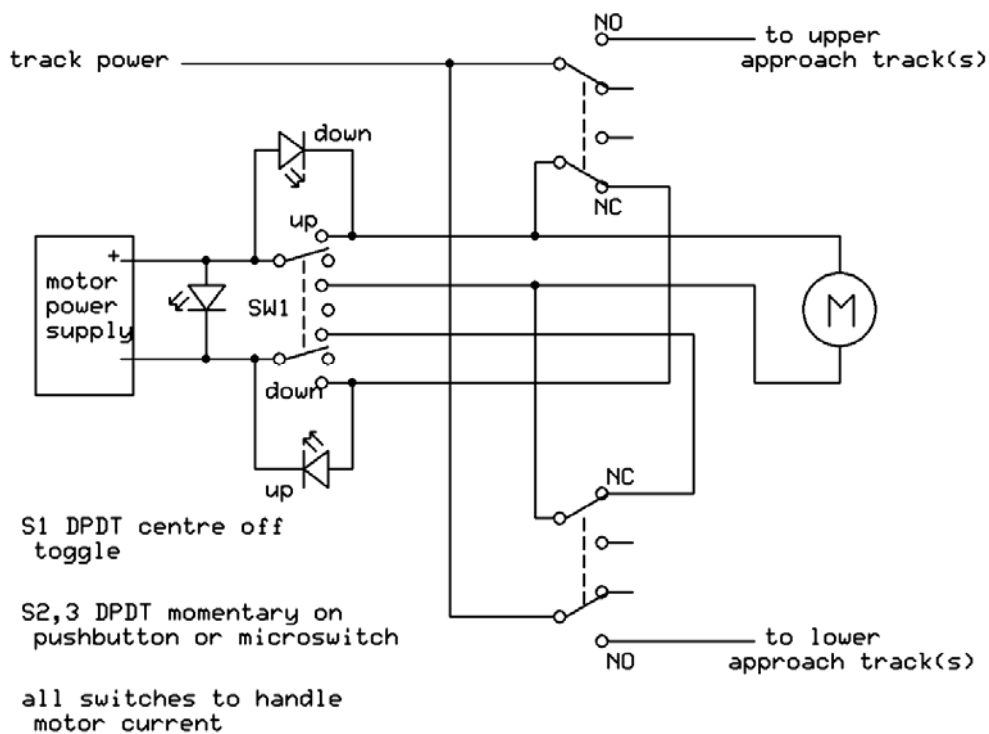 NO
to upper
approach track(s)
track power
down
up
NC
+
motor
power
supply
SW1
M
down
up
NC
S1 DPDT centre off
toggle
S2,3 DPDT momentary on
pushbutton or microswitch
to lower
approach track(s)
NO
all switches to handle
motor current